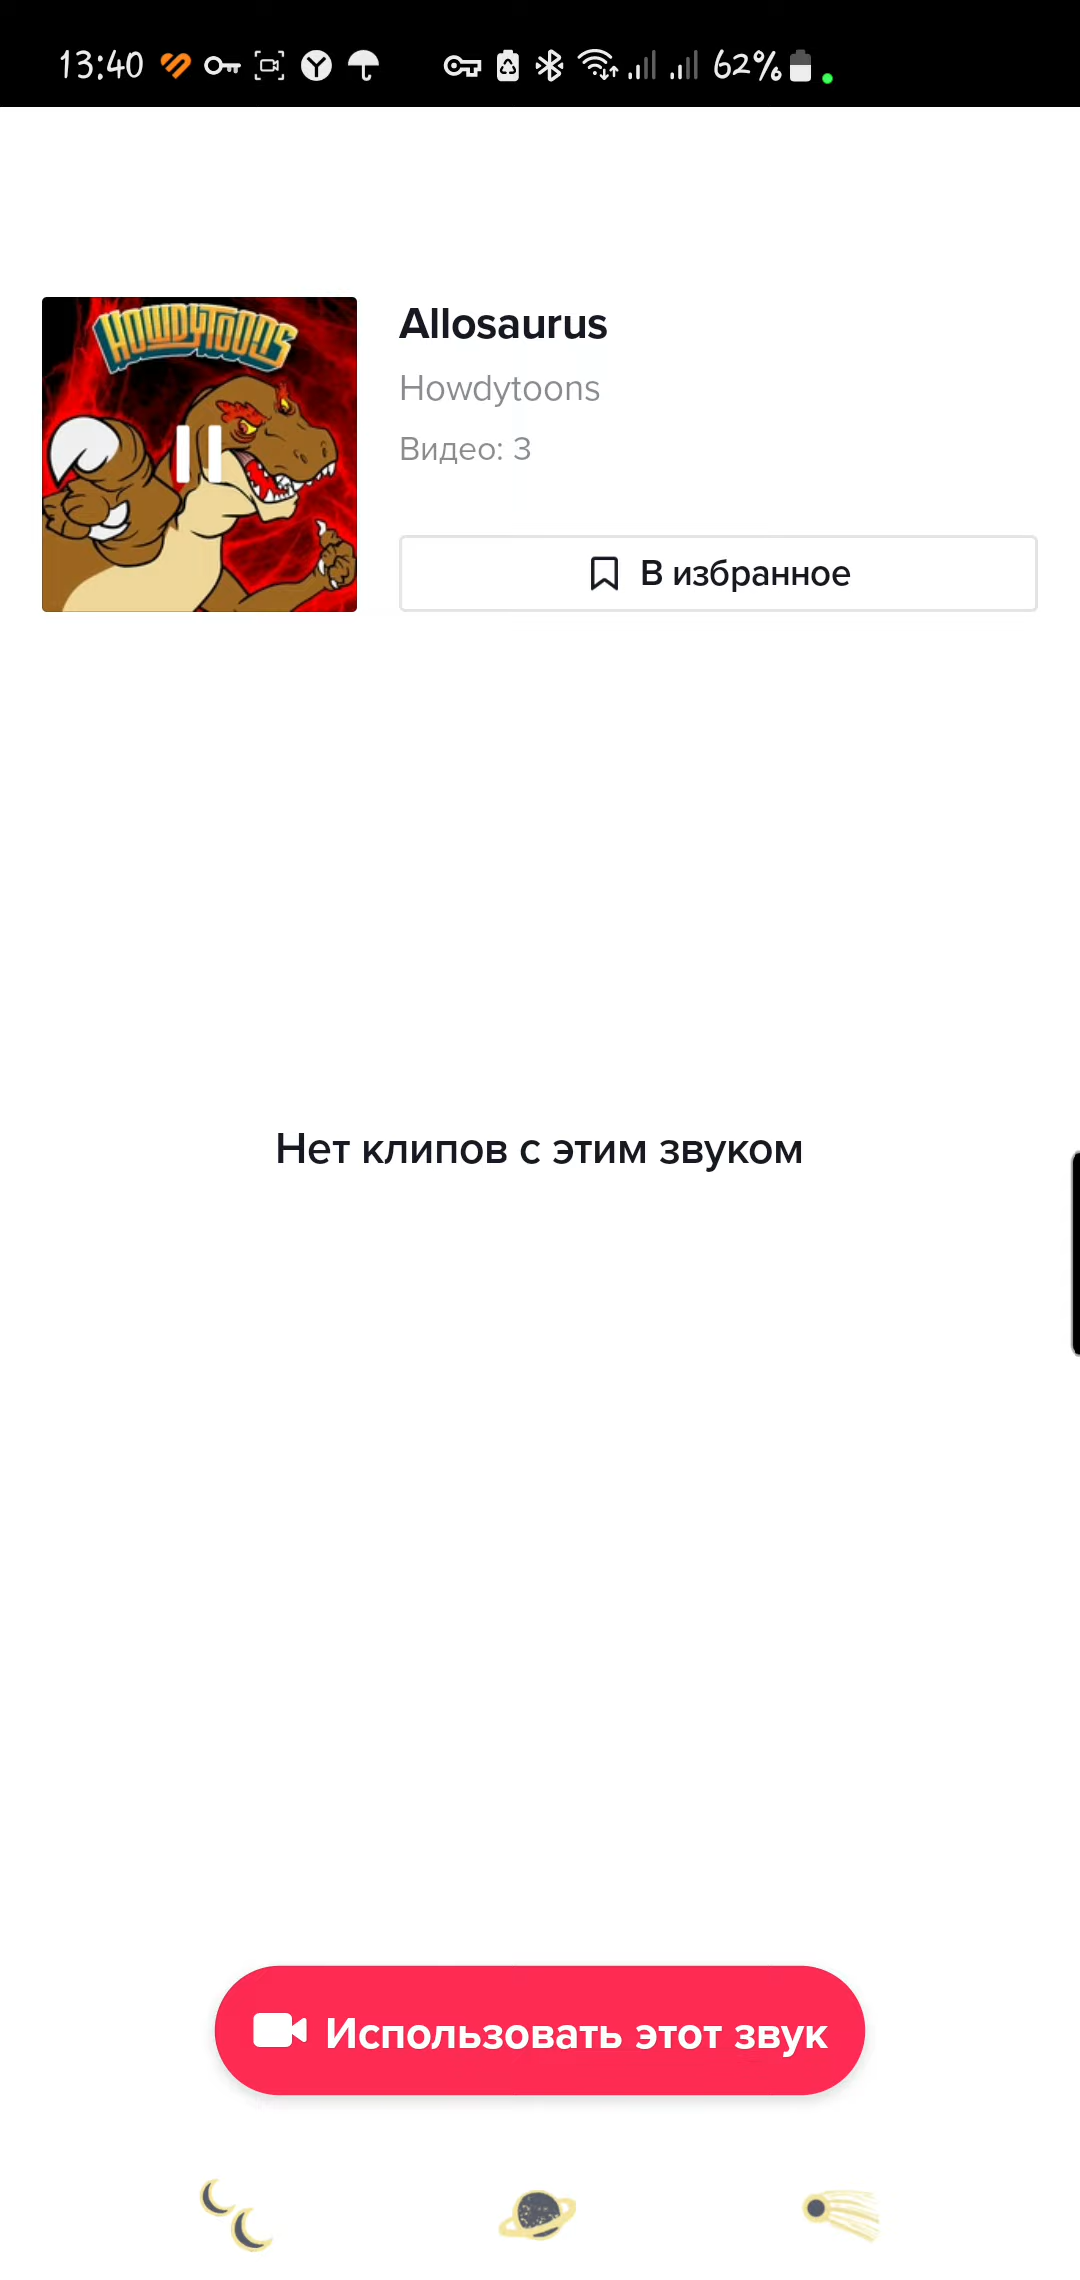 13:40 62%
HOWDYTOONS
Allosaurus
Howdytoons
Видео: 3
В избранное
Нет клипов с этим звуком
Использовать этот звук